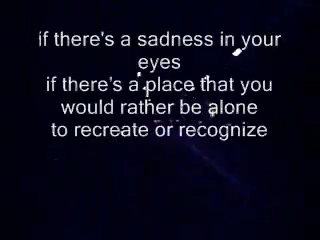 if there's a sadness in your
eyes
if there's a place that you
would rather be alone
to recreate or recognize